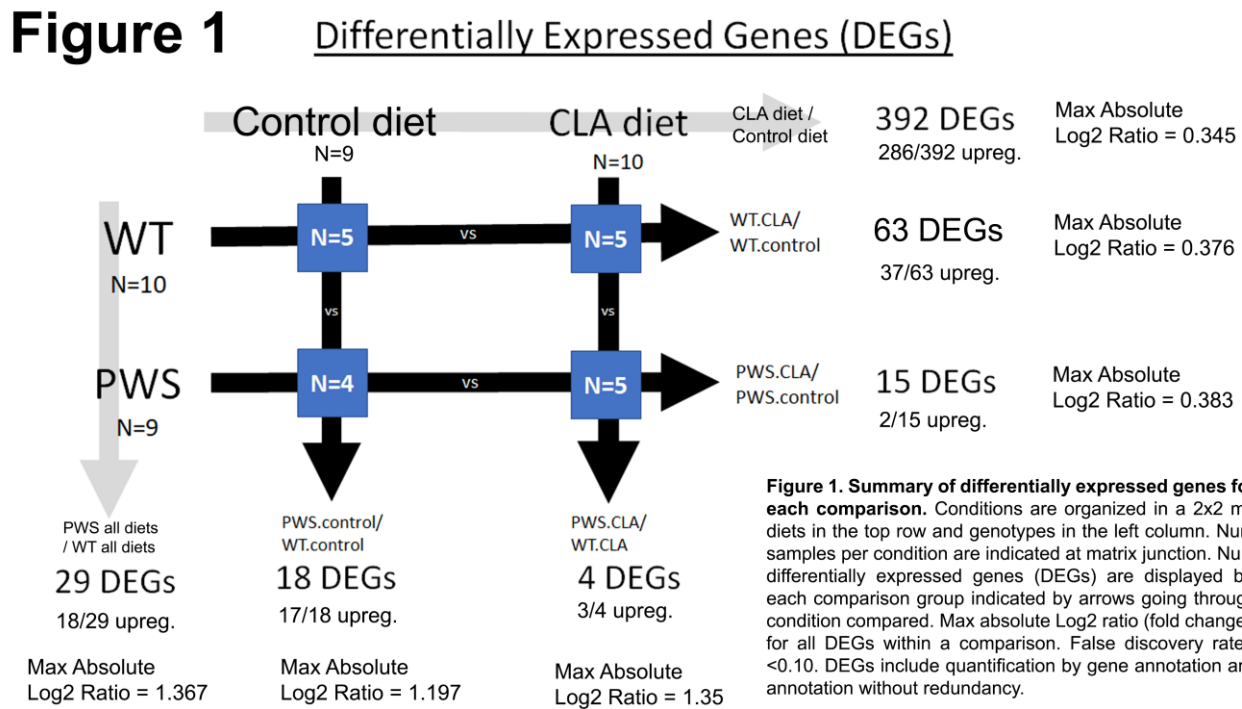 Figure 1
Differentially Expressed Genes (DEGs)
Control diet
N=9
CLA diet
N=10
CLA diet /
Control diet
392 DEGs
286/392 upreg.
Max Absolute
Log2 Ratio = 0.345
WT
N=10
N=5
vs
N=5
WT.CLA/
WT.control
63 DEGs
37/63 upreg.
Max Absolute
Log2 Ratio = 0.376
vs
vs
PWS
N=9
N=4
vs
N=5
PWS.CLA/
PWS.control
15 DEGs
2/15 upreg.
Max Absolute
Log2 Ratio = 0.383
PWS all diets
/ WT all diets
29 DEGs
18/29 upreg.
Max Absolute
Log2 Ratio = 1.367
PWS.control/
WT.control
18 DEGs
17/18 upreg.
Max Absolute
Log2 Ratio = 1.197
PWS.CLA/
WT.CLA
4 DEGs
3/4 upreg.
Max Absolute
Log2 Ratio = 1.35
Figure 1. Summary of differentially expressed genes
each comparison. Conditions are organized in a 2x2
diets in the top row and genotypes in the left column.
samples per condition are indicated at matrix junction.
differentially expressed genes (DEGs) are displayed
each comparison group indicated by arrows going
condition compared. Max absolute Log2 ratio (fold change
for all DEGs within a comparison. False discovery rate
<0.10. DEGs include quantification by gene annotation
annotation without redundancy.